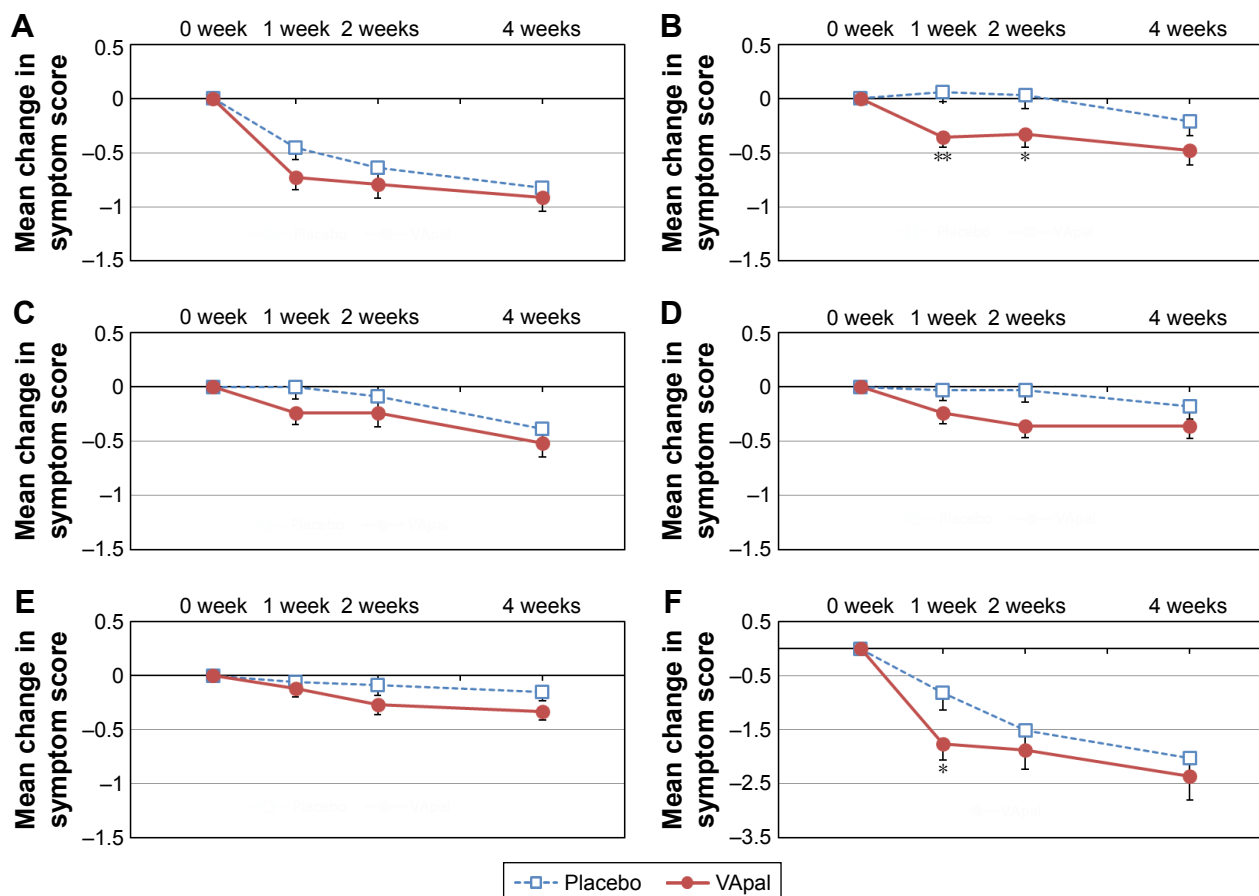 A
0 week 1 week 2 weeks 4 weeks
Mean change in
symptom score
0.5
0
–0.5
–1
–1.5
B
0 week 1 week 2 weeks 4 weeks
Mean change in
symptom score
0.5
0
–0.5
–1
–1.5
**
*
C
0 week 1 week 2 weeks 4 weeks
Mean change in
symptom score
0.5
0
–0.5
–1
–1.5
D
0 week 1 week 2 weeks 4 weeks
Mean change in
symptom score
0.5
0
–0.5
–1
–1.5
E
0 week 1 week 2 weeks 4 weeks
Mean change in
symptom score
0.5
0
–0.5
–1
–1.5
F
0 week 1 week 2 weeks 4 weeks
Mean change in
symptom score
0.5
–0.5
–1.5
–2.5
–3.5
*
Placebo VApal